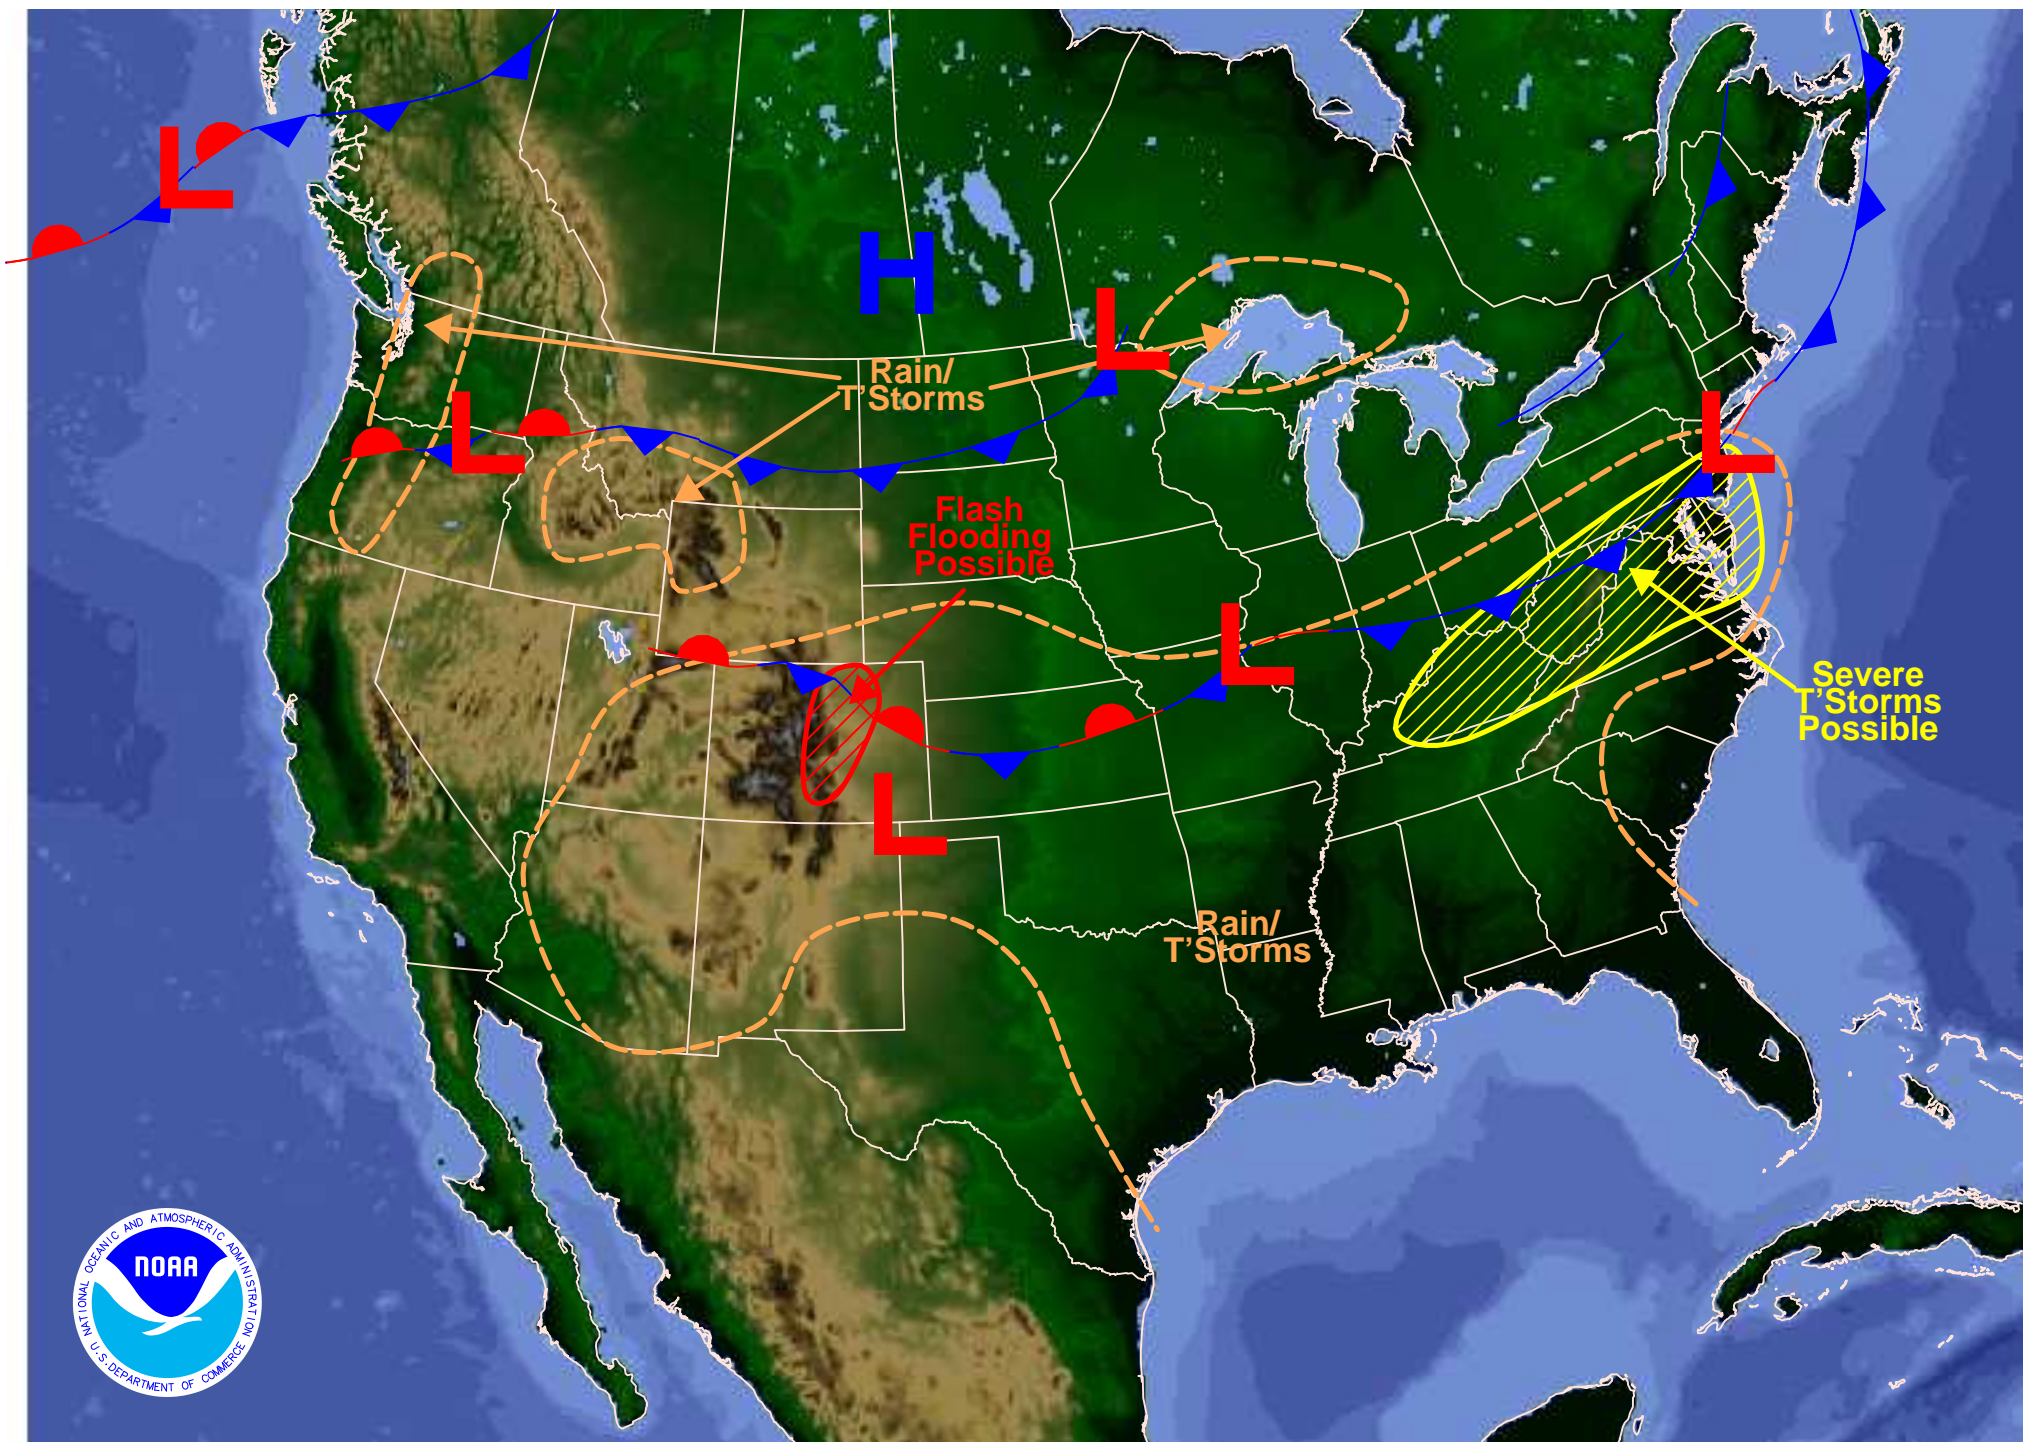 H
L
L
L
L
L
L
Rain/
T'Storms
Flash
Flooding
Possible
Severe
T'Storms
Possible
Rain/
T'Storms
NATIONAL OCEANIC AND ATMOSPHERIC ADMINISTRATION
NOAA
U.S. DEPARTMENT OF COMMERCE